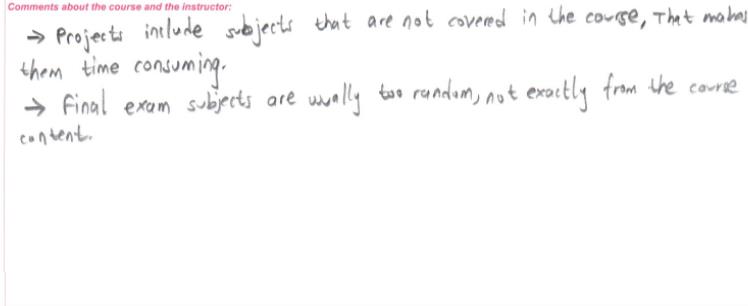 Comments about the course and the instructor:
→ Projects include subjects that are not covered in the course, That makes
them time consuming.
→ Final exam subjects are usually too random, not exactly from the course
content.